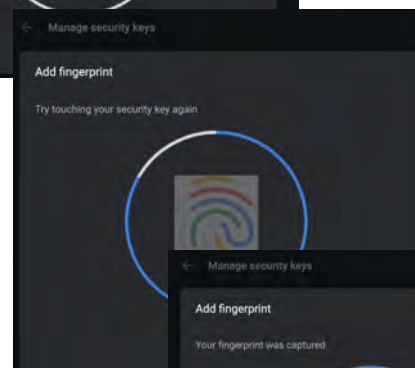 Manage security keys
Add fingerprint
Try touching your security key again
Manage security keys
Add fingerprint
Your fingerprint was captured